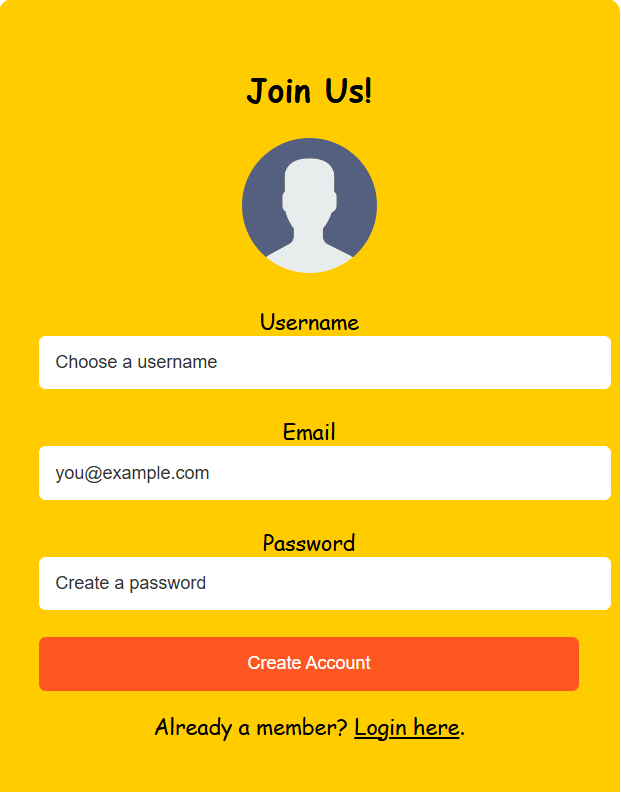 Join Us!
Username
Choose a username
Email
you@example.com
Password
Create a password
Create Account
Already a member? Login here.